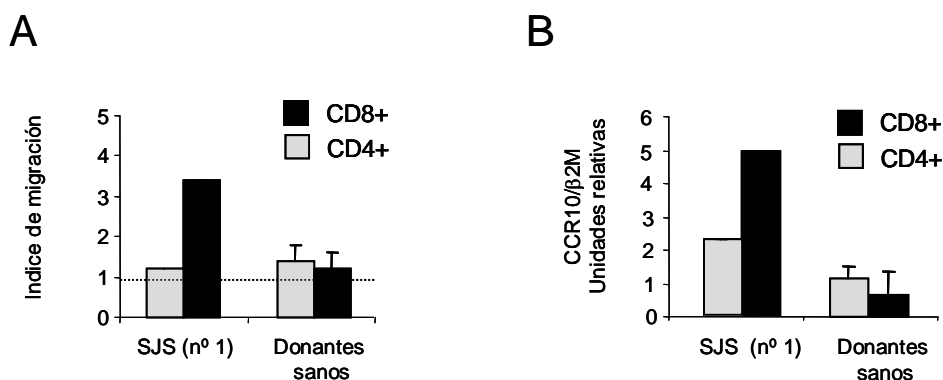 A
Indice de migración
5
4
3
2
1
0
CD8+
CD4+
SJS (nº 1)
Donantes
sanos
B
CCR10/β2M
Unidades relativas
6
5
4
3
2
1
0
CD8+
CD4+
SJS (nº 1)
Donantes
sanos